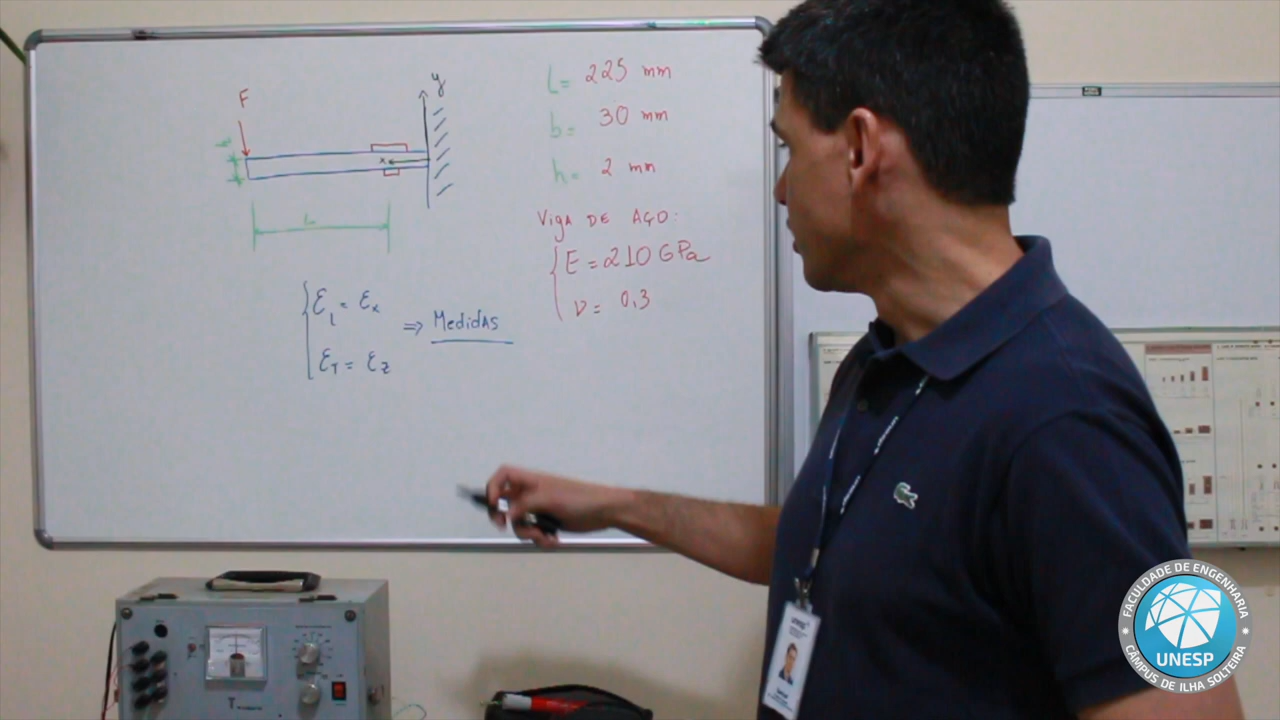 F
y
x
h
L
L= 225 mm
b= 30 mm
h= 2 mm
VigA DE AÇO:
E = 210 GPa
ν = 0,3
ε_L = ε_x
ε_T = ε_z
⇒ MedidAs
FACULDADE DE ENGENHARIA
UNESP
CÂMPUS DE ILHA SOLTEIRA